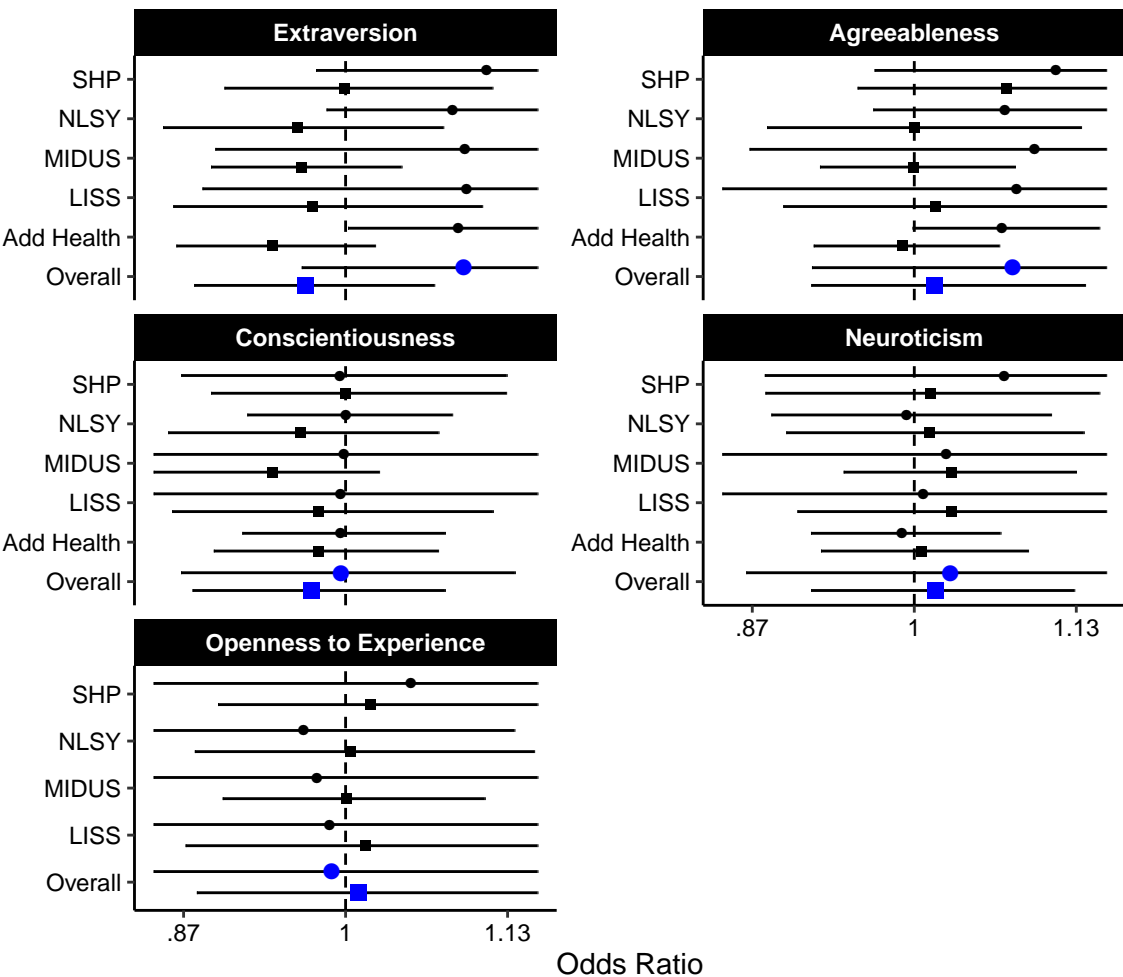 Extraversion
SHP
NLSY
MIDUS
LISS
Add Health
Overall
Agreeableness
SHP
NLSY
MIDUS
LISS
Add Health
Overall
Conscientiousness
SHP
NLSY
MIDUS
LISS
Add Health
Overall
Neuroticism
SHP
NLSY
MIDUS
LISS
Add Health
Overall
.87 1 1.13
Openness to Experience
SHP
NLSY
MIDUS
LISS
Overall
.87 1 1.13
Odds Ratio